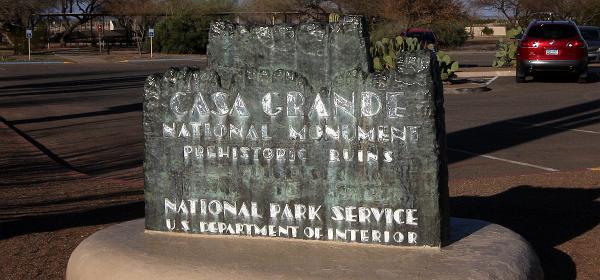 CASA GRANDE
NATIONAL MONUMENT
PREHISTORIC RUINS
NATIONAL PARK SERVICE
U.S. DEPARTMENT OF INTERIOR